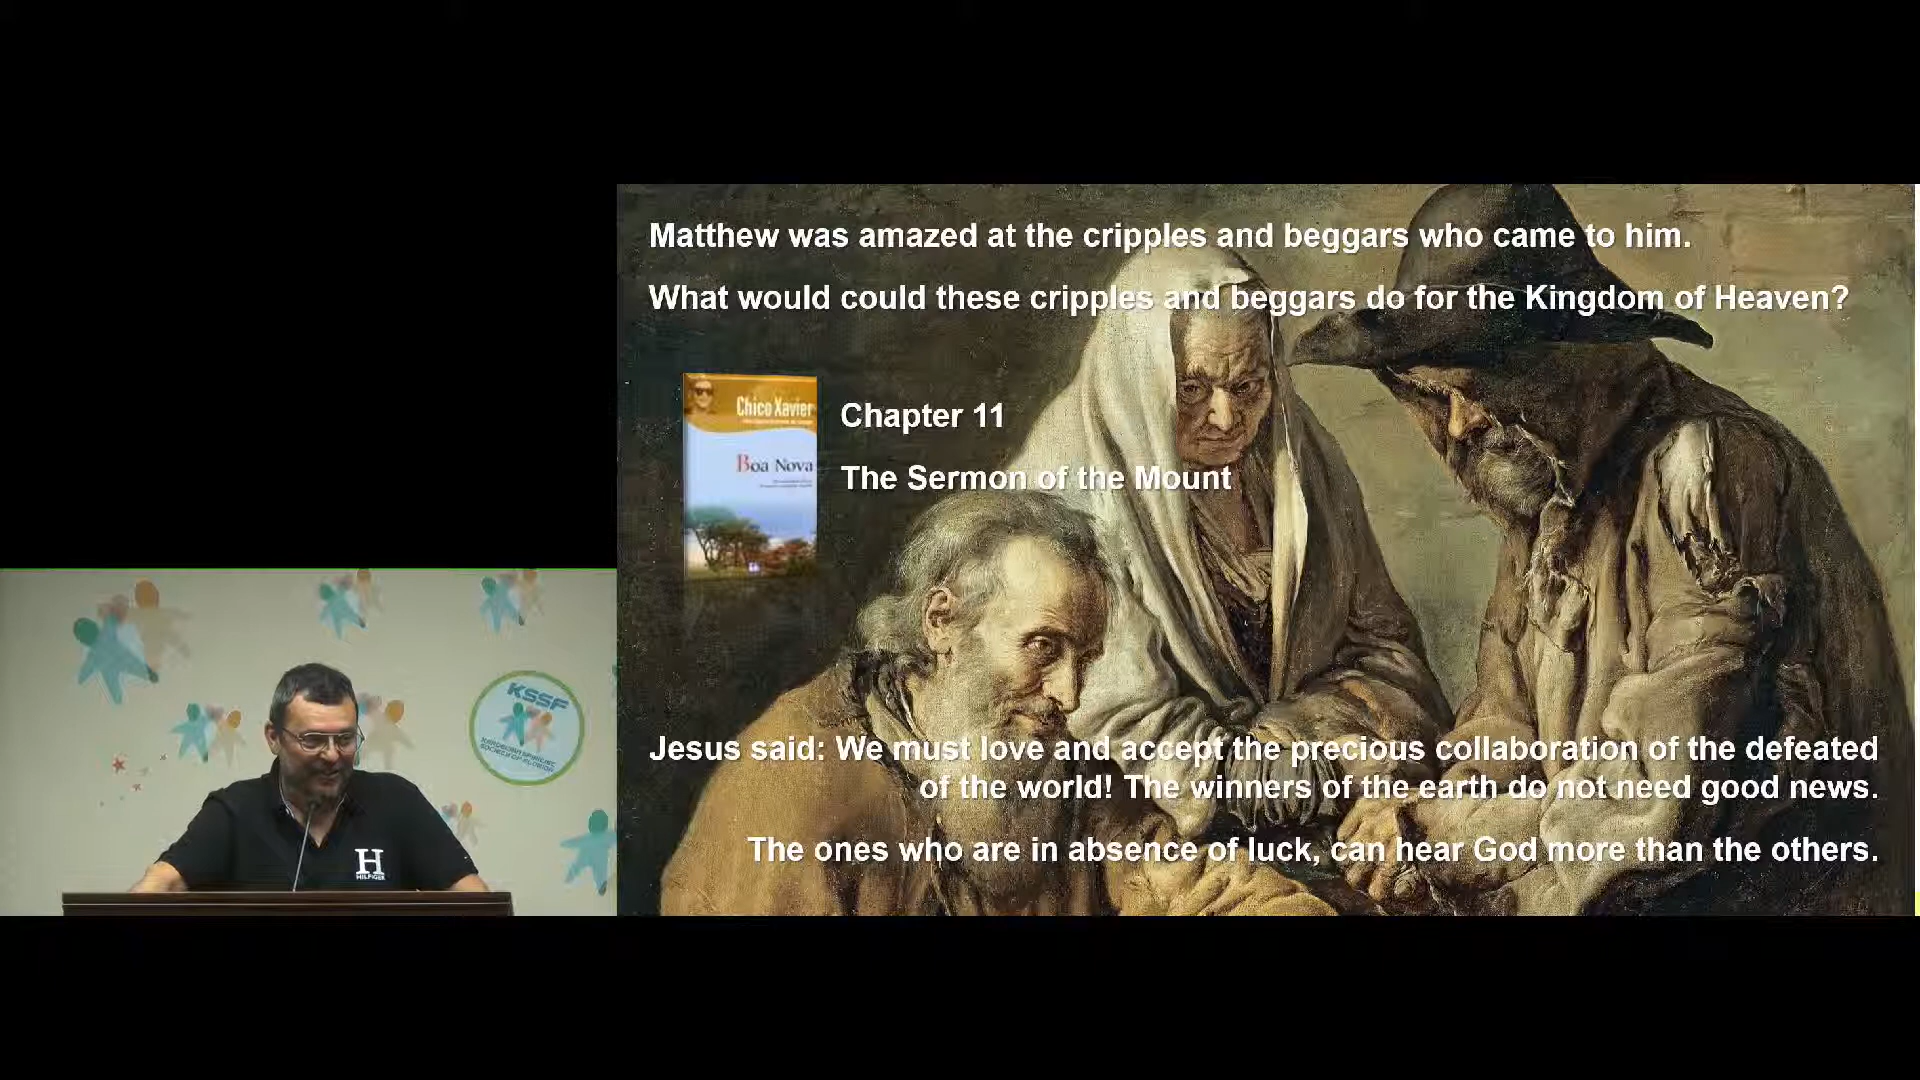 Matthew was amazed at the cripples and beggars who came to him.
What would could these cripples and beggars do for the Kingdom of Heaven?
Chico Xavier
Boa Nova
Chapter 11
The Sermon of the Mount
Jesus said: We must love and accept the precious collaboration of the defeated
of the world! The winners of the earth do not need good news.
The ones who are in absence of luck, can hear God more than the others.
KSSF
SOCIETY OF FLORIDA
H
HILFIGER